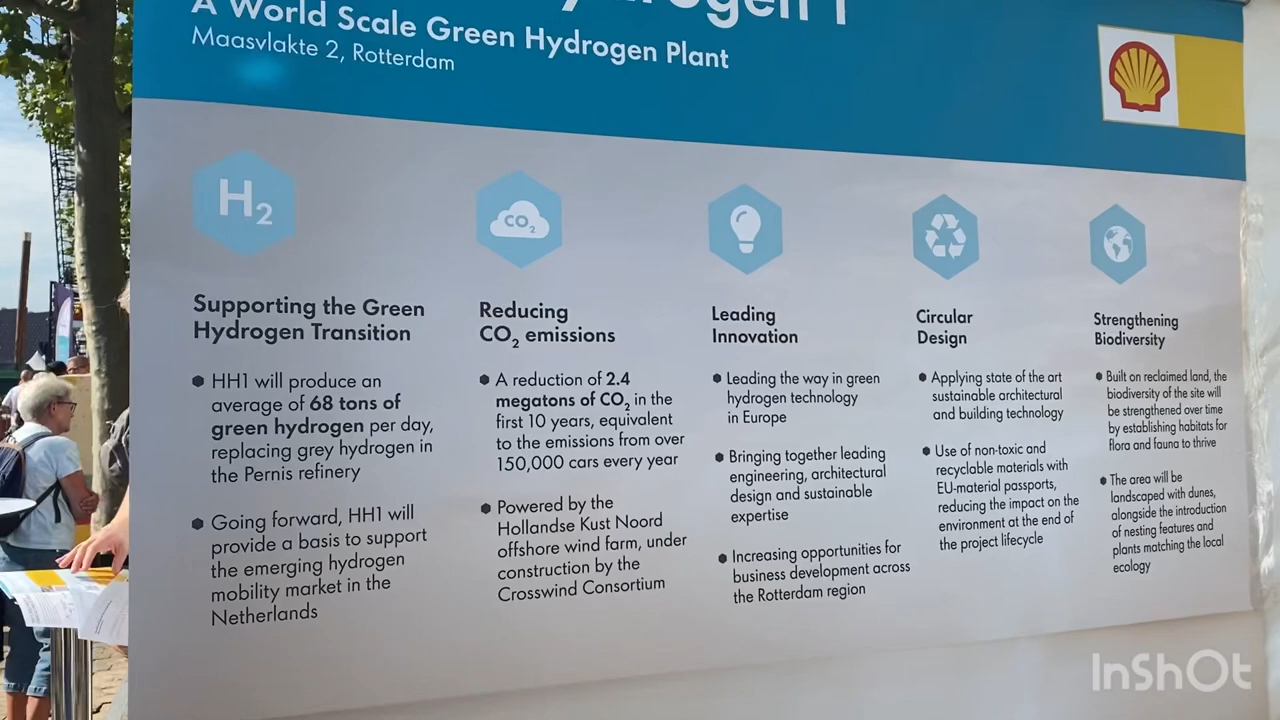 A World Scale Green Hydrogen Plant
Maasvlakte 2, Rotterdam
H2
Supporting the Green
Hydrogen Transition
HH1 will produce an
average of 68 tons of
green hydrogen per day,
replacing grey hydrogen in
the Pernis refinery
Going forward, HH1 will
provide a basis to support
the emerging hydrogen
mobility market in the
Netherlands
CO2
Reducing
CO2 emissions
A reduction of 2.4
megatons of CO2 in the
first 10 years, equivalent
to the emissions from over
150,000 cars every year
Powered by the
Hollandse Kust Noord
offshore wind farm, under
construction by the
Crosswind Consortium
Leading
Innovation
Leading the way in green
hydrogen technology
in Europe
Bringing together leading
engineering, architectural
design and sustainable
expertise
Increasing opportunities for
business development across
the Rotterdam region
Circular
Design
Applying state of the art
sustainable architectural
and building technology
Use of non-toxic and
recyclable materials with
EU-material passports,
reducing the impact on the
environment at the end of
the project lifecycle
Strengthening
Biodiversity
Built on reclaimed land, the
biodiversity of the site will
be strengthened over time
by establishing habitats for
flora and fauna to thrive
The area will be
landscaped with dunes,
alongside the introduction
of nesting features and
plants matching the local
ecology
InShOt